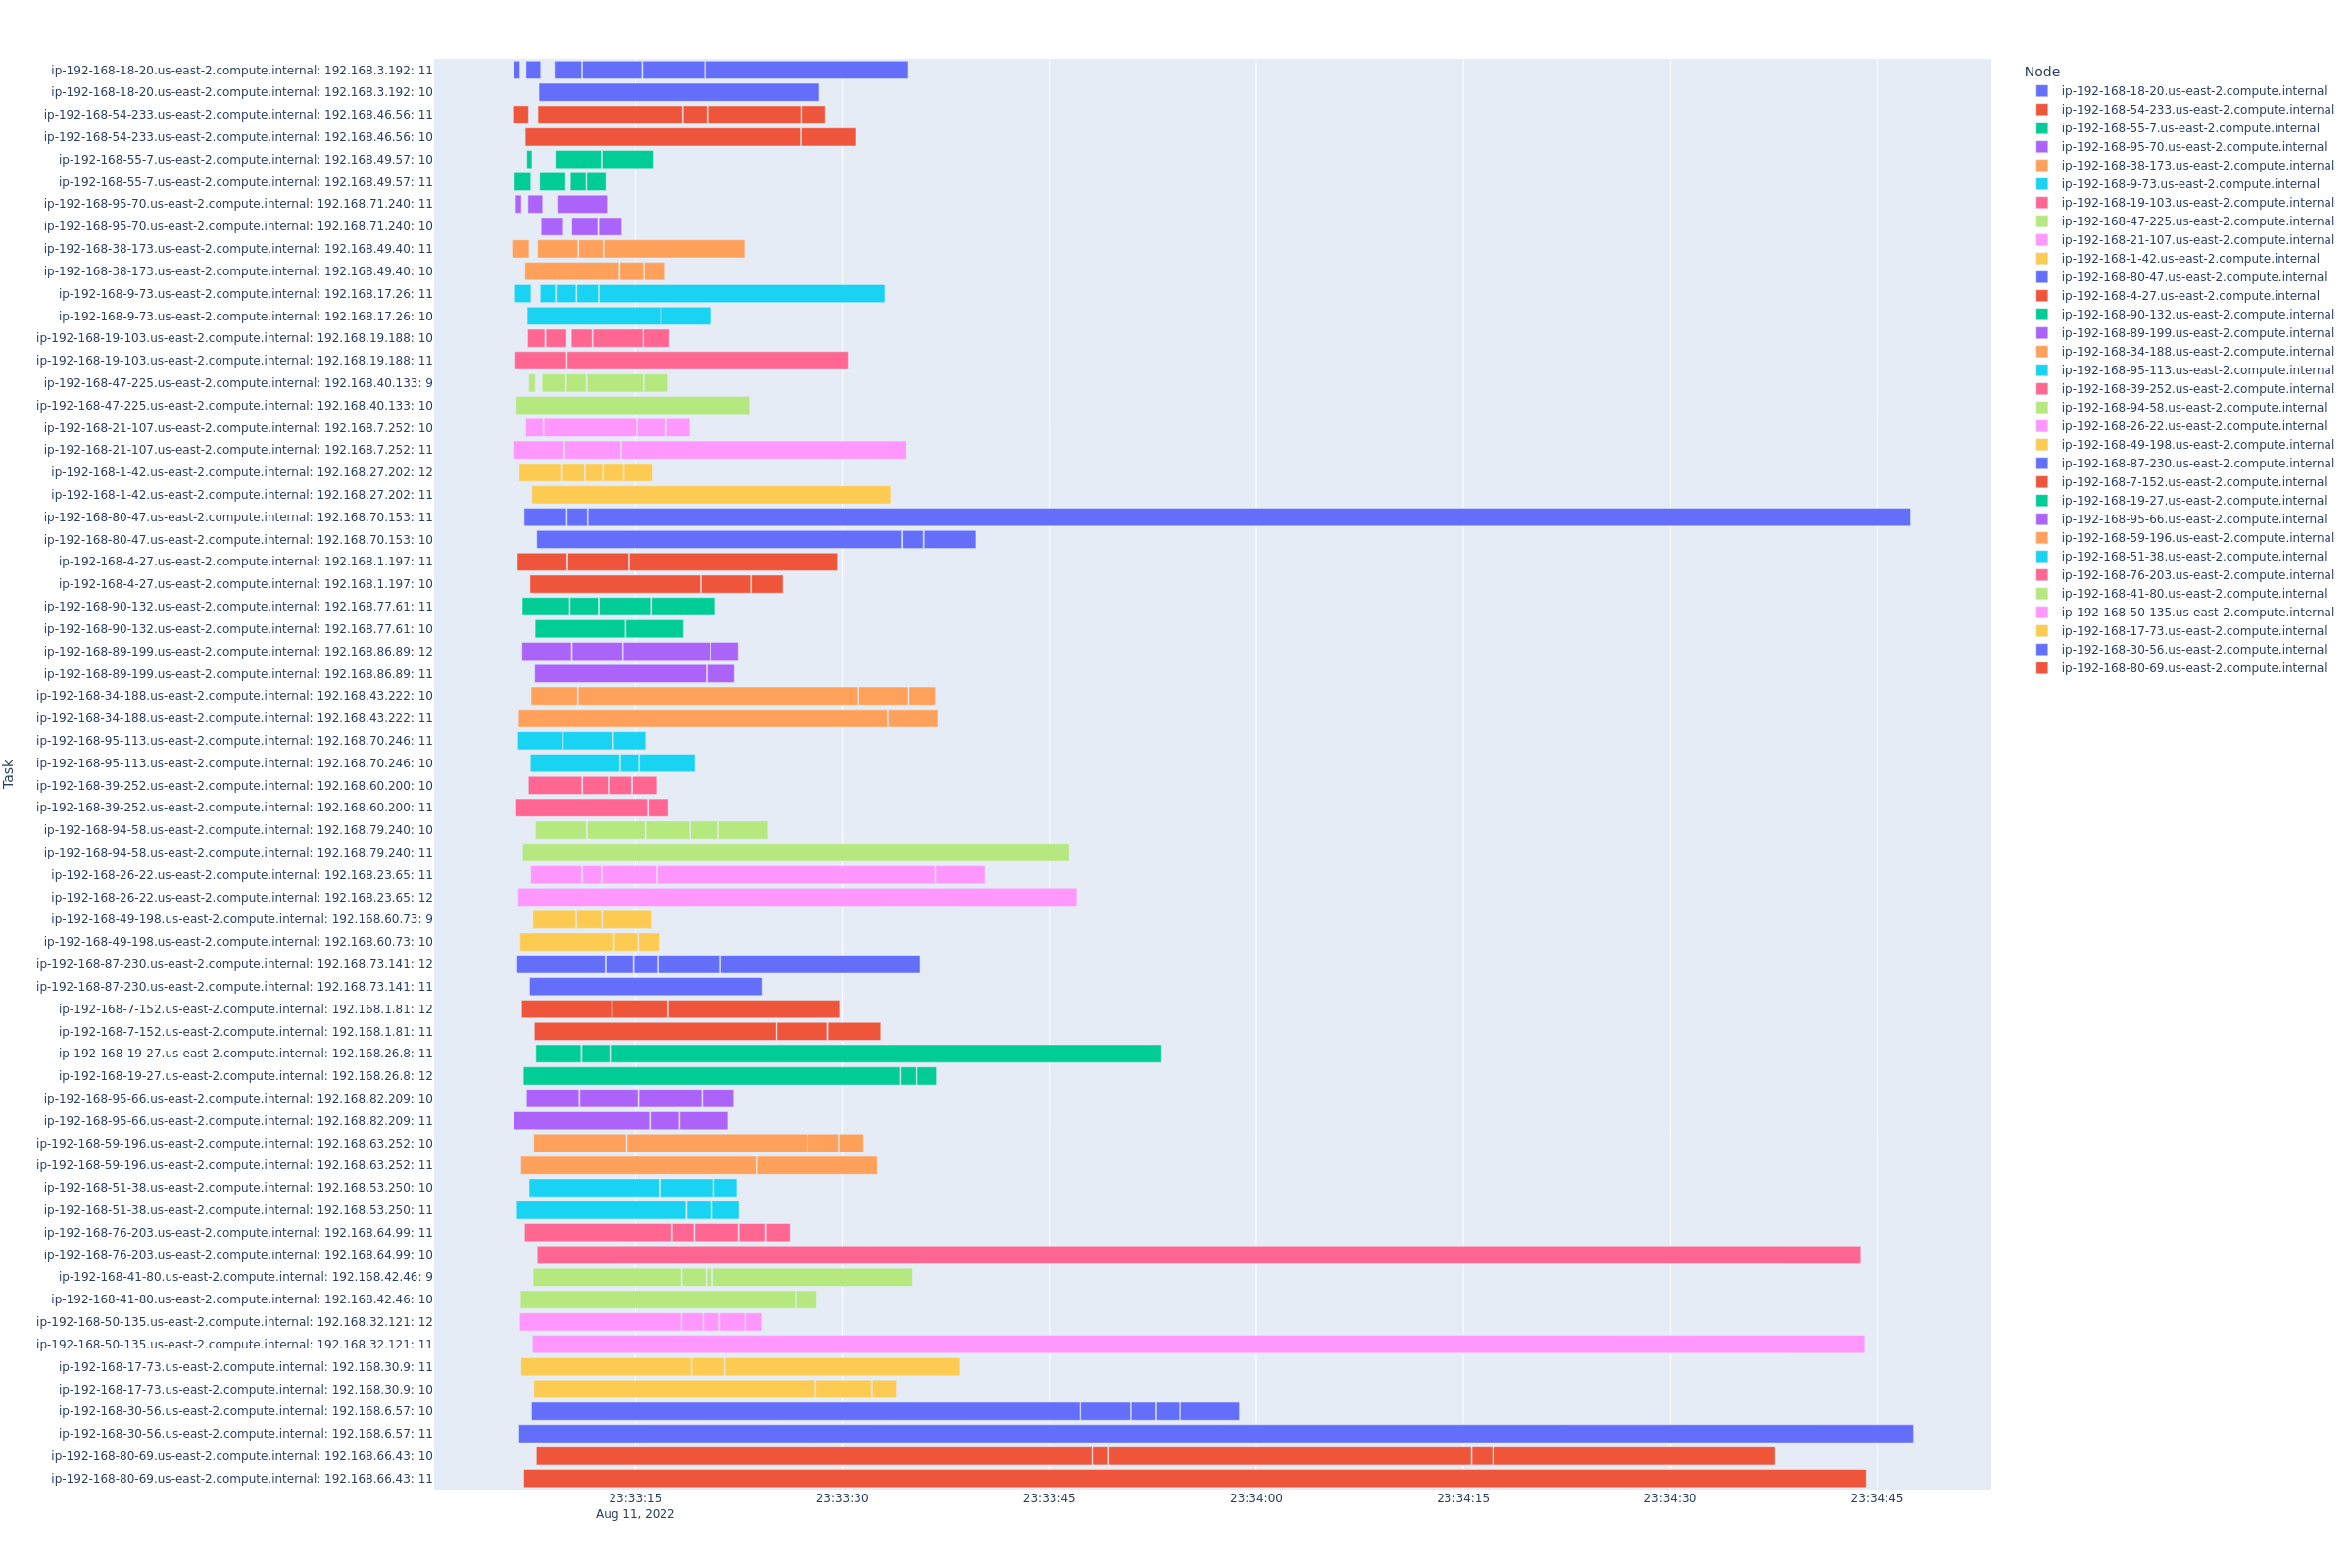 ip-192-168-18-20.us-east-2.compute.internal: 192.168.3.192: 11
ip-192-168-18-20.us-east-2.compute.internal: 192.168.3.192: 10
ip-192-168-54-233.us-east-2.compute.internal: 192.168.46.56: 11
ip-192-168-54-233.us-east-2.compute.internal: 192.168.46.56: 10
ip-192-168-55-7.us-east-2.compute.internal: 192.168.49.57: 10
ip-192-168-55-7.us-east-2.compute.internal: 192.168.49.57: 11
ip-192-168-95-70.us-east-2.compute.internal: 192.168.71.240: 11
ip-192-168-95-70.us-east-2.compute.internal: 192.168.71.240: 10
ip-192-168-38-173.us-east-2.compute.internal: 192.168.49.40: 11
ip-192-168-38-173.us-east-2.compute.internal: 192.168.49.40: 10
ip-192-168-9-73.us-east-2.compute.internal: 192.168.17.26: 11
ip-192-168-9-73.us-east-2.compute.internal: 192.168.17.26: 10
ip-192-168-19-103.us-east-2.compute.internal: 192.168.19.188: 10
ip-192-168-19-103.us-east-2.compute.internal: 192.168.19.188: 11
ip-192-168-47-225.us-east-2.compute.internal: 192.168.40.133: 9
ip-192-168-47-225.us-east-2.compute.internal: 192.168.40.133: 10
ip-192-168-21-107.us-east-2.compute.internal: 192.168.7.252: 10
ip-192-168-21-107.us-east-2.compute.internal: 192.168.7.252: 11
ip-192-168-1-42.us-east-2.compute.internal: 192.168.27.202: 12
ip-192-168-1-42.us-east-2.compute.internal: 192.168.27.202: 11
ip-192-168-80-47.us-east-2.compute.internal: 192.168.70.153: 11
ip-192-168-80-47.us-east-2.compute.internal: 192.168.70.153: 10
ip-192-168-4-27.us-east-2.compute.internal: 192.168.1.197: 11
ip-192-168-4-27.us-east-2.compute.internal: 192.168.1.197: 10
ip-192-168-90-132.us-east-2.compute.internal: 192.168.77.61: 11
ip-192-168-90-132.us-east-2.compute.internal: 192.168.77.61: 10
ip-192-168-89-199.us-east-2.compute.internal: 192.168.86.89: 12
ip-192-168-89-199.us-east-2.compute.internal: 192.168.86.89: 11
ip-192-168-34-188.us-east-2.compute.internal: 192.168.43.222: 10
ip-192-168-34-188.us-east-2.compute.internal: 192.168.43.222: 11
ip-192-168-95-113.us-east-2.compute.internal: 192.168.70.246: 11
ip-192-168-95-113.us-east-2.compute.internal: 192.168.70.246: 10
ip-192-168-39-252.us-east-2.compute.internal: 192.168.60.200: 10
ip-192-168-39-252.us-east-2.compute.internal: 192.168.60.200: 11
ip-192-168-94-58.us-east-2.compute.internal: 192.168.79.240: 10
ip-192-168-94-58.us-east-2.compute.internal: 192.168.79.240: 11
ip-192-168-26-22.us-east-2.compute.internal: 192.168.23.65: 11
ip-192-168-26-22.us-east-2.compute.internal: 192.168.23.65: 12
ip-192-168-49-198.us-east-2.compute.internal: 192.168.60.73: 9
ip-192-168-49-198.us-east-2.compute.internal: 192.168.60.73: 10
ip-192-168-87-230.us-east-2.compute.internal: 192.168.73.141: 12
ip-192-168-87-230.us-east-2.compute.internal: 192.168.73.141: 11
ip-192-168-7-152.us-east-2.compute.internal: 192.168.1.81: 12
ip-192-168-7-152.us-east-2.compute.internal: 192.168.1.81: 11
ip-192-168-19-27.us-east-2.compute.internal: 192.168.26.8: 11
ip-192-168-19-27.us-east-2.compute.internal: 192.168.26.8: 12
ip-192-168-95-66.us-east-2.compute.internal: 192.168.82.209: 10
ip-192-168-95-66.us-east-2.compute.internal: 192.168.82.209: 11
ip-192-168-59-196.us-east-2.compute.internal: 192.168.63.252: 10
ip-192-168-59-196.us-east-2.compute.internal: 192.168.63.252: 11
ip-192-168-51-38.us-east-2.compute.internal: 192.168.53.250: 10
ip-192-168-51-38.us-east-2.compute.internal: 192.168.53.250: 11
ip-192-168-76-203.us-east-2.compute.internal: 192.168.64.99: 11
ip-192-168-76-203.us-east-2.compute.internal: 192.168.64.99: 10
ip-192-168-41-80.us-east-2.compute.internal: 192.168.42.46: 9
ip-192-168-41-80.us-east-2.compute.internal: 192.168.42.46: 10
ip-192-168-50-135.us-east-2.compute.internal: 192.168.32.121: 12
ip-192-168-50-135.us-east-2.compute.internal: 192.168.32.121: 11
ip-192-168-17-73.us-east-2.compute.internal: 192.168.30.9: 11
ip-192-168-17-73.us-east-2.compute.internal: 192.168.30.9: 10
ip-192-168-30-56.us-east-2.compute.internal: 192.168.6.57: 10
ip-192-168-30-56.us-east-2.compute.internal: 192.168.6.57: 11
ip-192-168-80-69.us-east-2.compute.internal: 192.168.66.43: 10
ip-192-168-80-69.us-east-2.compute.internal: 192.168.66.43: 11
Task
23:33:15
Aug 11, 2022
23:33:30
23:33:45
23:34:00
23:34:15
23:34:30
23:34:45
Node
ip-192-168-18-20.us-east-2.compute.internal
ip-192-168-54-233.us-east-2.compute.internal
ip-192-168-55-7.us-east-2.compute.internal
ip-192-168-95-70.us-east-2.compute.internal
ip-192-168-38-173.us-east-2.compute.internal
ip-192-168-9-73.us-east-2.compute.internal
ip-192-168-19-103.us-east-2.compute.internal
ip-192-168-47-225.us-east-2.compute.internal
ip-192-168-21-107.us-east-2.compute.internal
ip-192-168-1-42.us-east-2.compute.internal
ip-192-168-80-47.us-east-2.compute.internal
ip-192-168-4-27.us-east-2.compute.internal
ip-192-168-90-132.us-east-2.compute.internal
ip-192-168-89-199.us-east-2.compute.internal
ip-192-168-34-188.us-east-2.compute.internal
ip-192-168-95-113.us-east-2.compute.internal
ip-192-168-39-252.us-east-2.compute.internal
ip-192-168-94-58.us-east-2.compute.internal
ip-192-168-26-22.us-east-2.compute.internal
ip-192-168-49-198.us-east-2.compute.internal
ip-192-168-87-230.us-east-2.compute.internal
ip-192-168-7-152.us-east-2.compute.internal
ip-192-168-19-27.us-east-2.compute.internal
ip-192-168-95-66.us-east-2.compute.internal
ip-192-168-59-196.us-east-2.compute.internal
ip-192-168-51-38.us-east-2.compute.internal
ip-192-168-76-203.us-east-2.compute.internal
ip-192-168-41-80.us-east-2.compute.internal
ip-192-168-50-135.us-east-2.compute.internal
ip-192-168-17-73.us-east-2.compute.internal
ip-192-168-30-56.us-east-2.compute.internal
ip-192-168-80-69.us-east-2.compute.internal